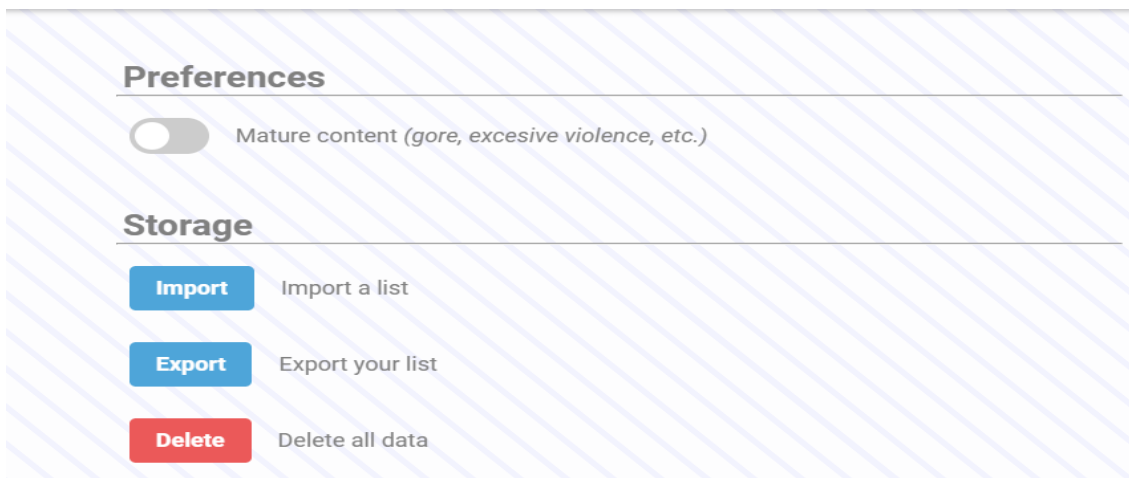 Preferences
Mature content (gore, excesive violence, etc.)
Storage
Import Import a list
Export Export your list
Delete Delete all data